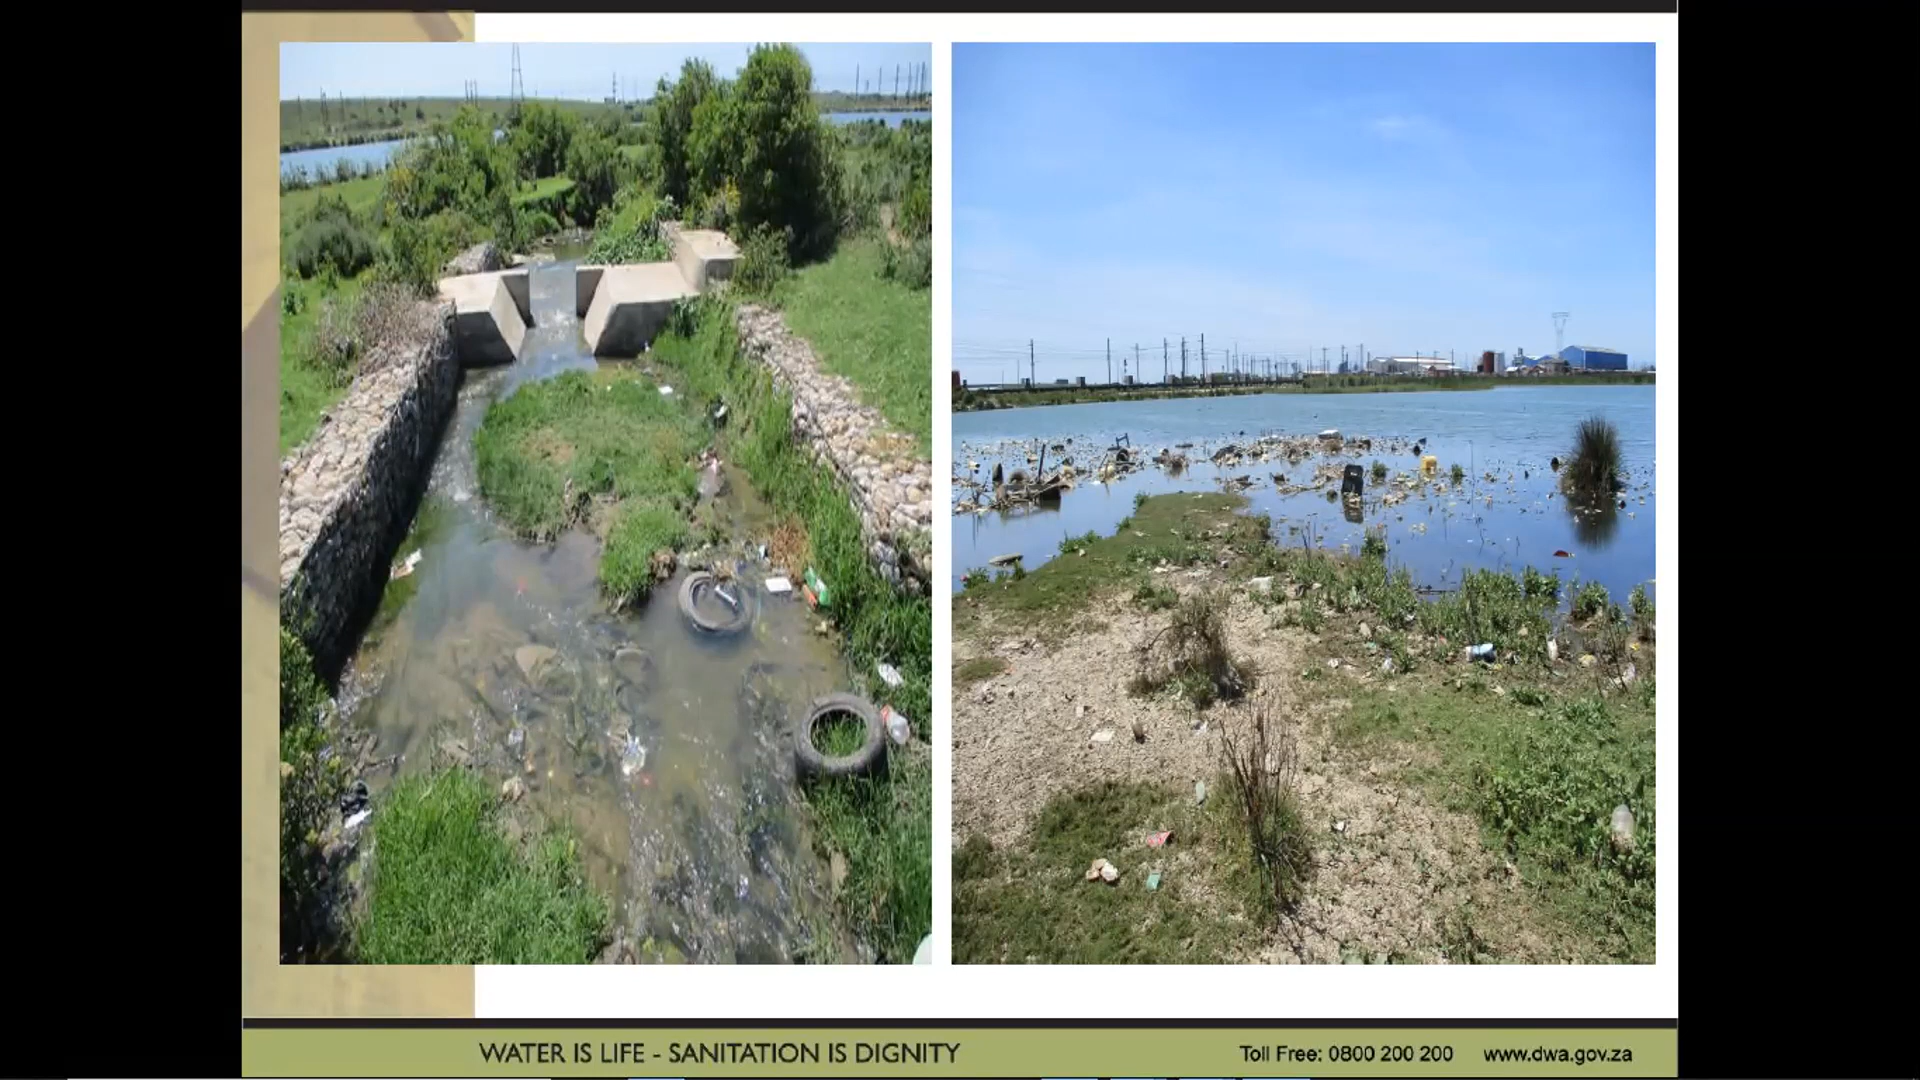 WATER IS LIFE - SANITATION IS DIGNITY
Toll Free: 0800 200 200 www.dwa.gov.za